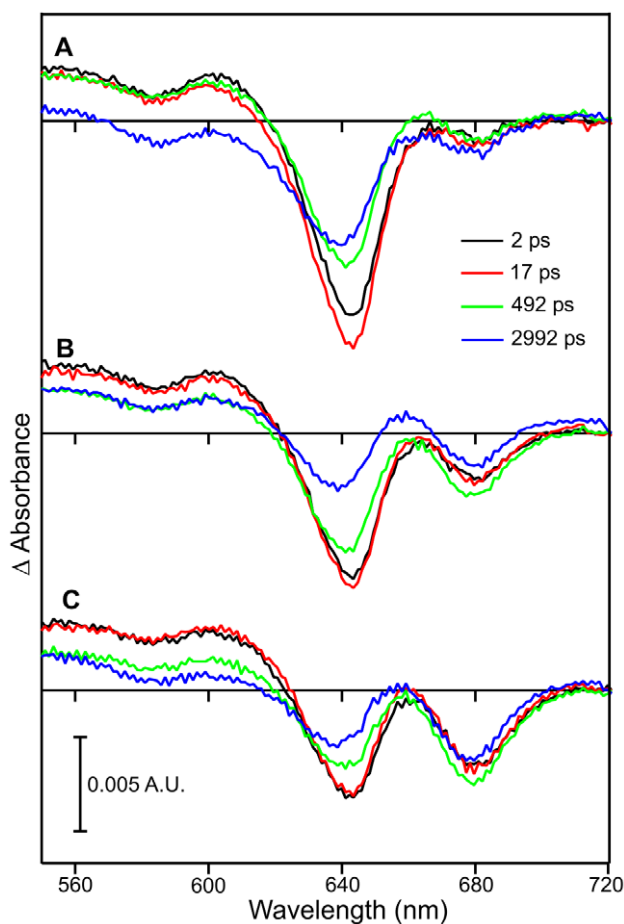 A
2 ps
17 ps
492 ps
2992 ps
B
C
Δ Absorbance
0.005 A.U.
560 600 640 680 720
Wavelength (nm)